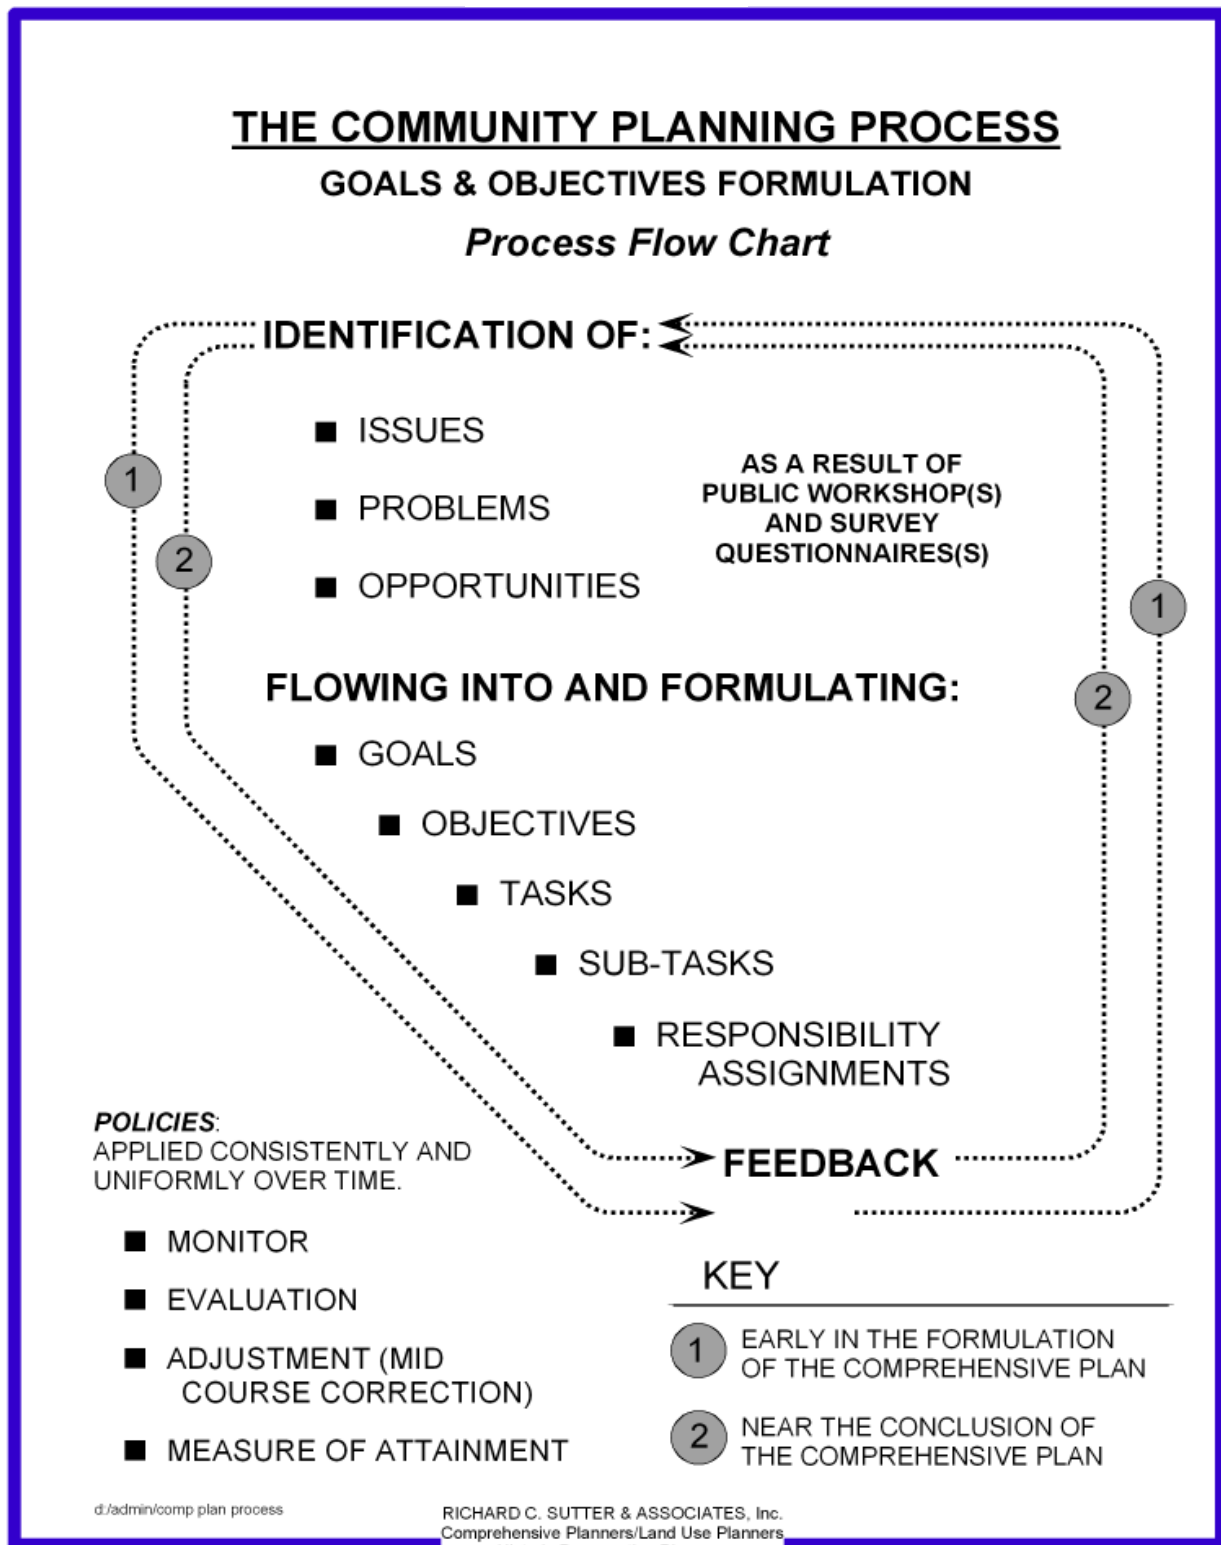 THE COMMUNITY PLANNING PROCESS
GOALS & OBJECTIVES FORMULATION
Process Flow Chart
IDENTIFICATION OF:
ISSUES
PROBLEMS
OPPORTUNITIES
AS A RESULT OF
PUBLIC WORKSHOP(S)
AND SURVEY
QUESTIONNAIRES(S)
1
2
1
2
FLOWING INTO AND FORMULATING:
GOALS
OBJECTIVES
TASKS
SUB-TASKS
RESPONSIBILITY
ASSIGNMENTS
FEEDBACK
POLICIES:
APPLIED CONSISTENTLY AND
UNIFORMLY OVER TIME.
MONITOR
EVALUATION
ADJUSTMENT (MID
COURSE CORRECTION)
MEASURE OF ATTAINMENT
KEY
1 EARLY IN THE FORMULATION
OF THE COMPREHENSIVE PLAN
2 NEAR THE CONCLUSION OF
THE COMPREHENSIVE PLAN
d:/admin/comp plan process
RICHARD C. SUTTER & ASSOCIATES, Inc.
Comprehensive Planners/Land Use Planners